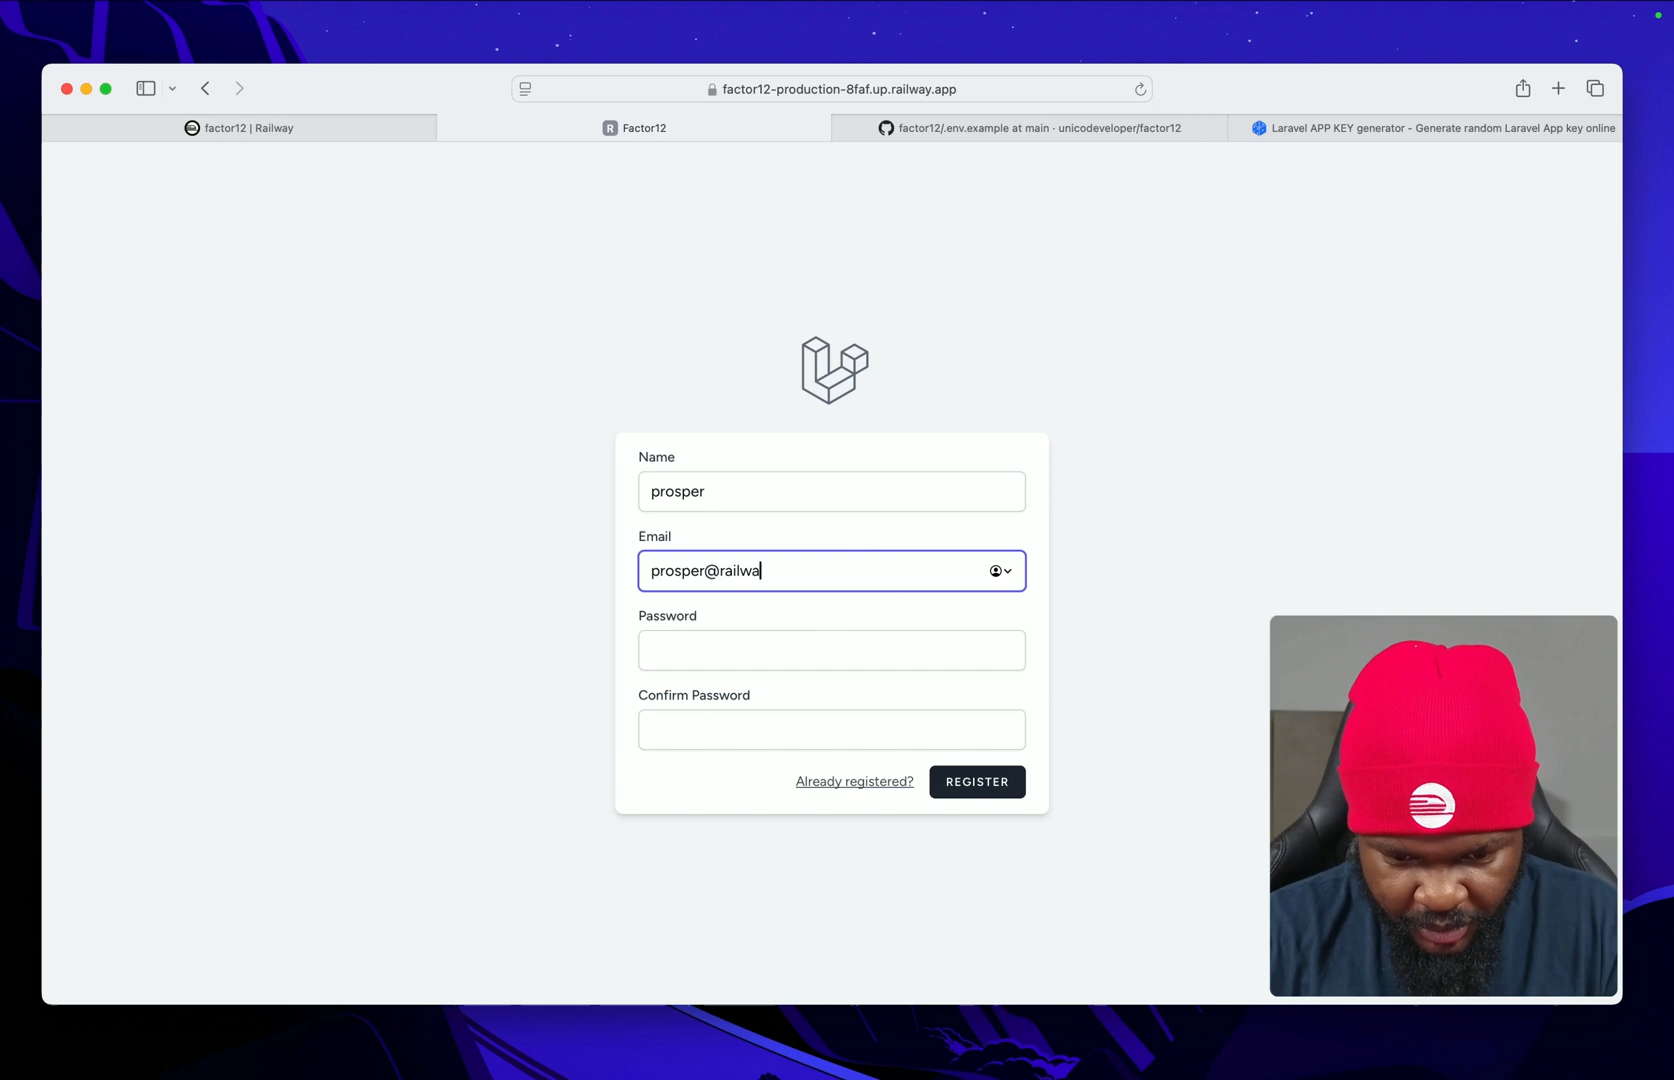 factor12-production-8faf.up.railway.app
factor12 | Railway
R Factor12
factor12/.env.example at main · unicodeveloper/factor12
Laravel APP KEY generator - Generate random Laravel App key online
Name
prosper
Email
prosper@railwa
Password
Confirm Password
Already registered?
REGISTER